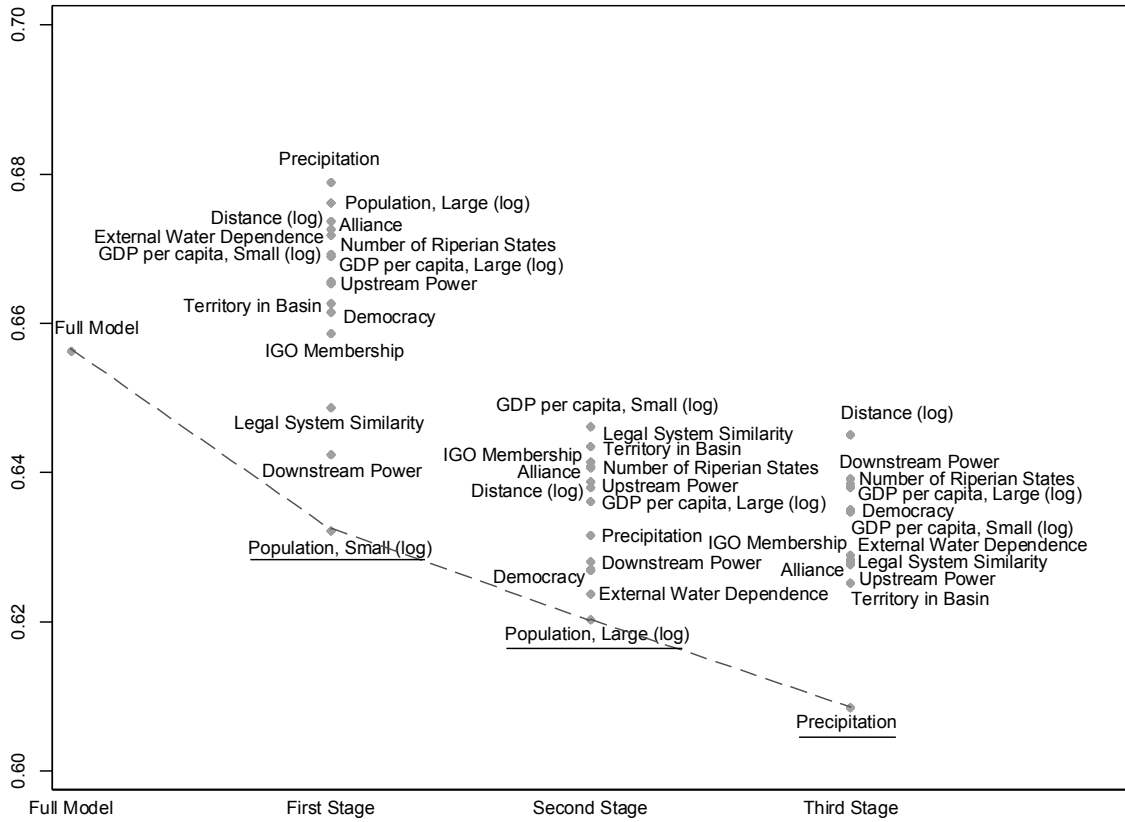 0.70
0.68
0.66
0.64
0.62
0.60
Full Model
Precipitation
Population, Large (log)
Distance (log)
Alliance
External Water Dependence
Number of Riperian States
GDP per capita, Small (log)
GDP per capita, Large (log)
Upstream Power
Territory in Basin
Democracy
IGO Membership
Legal System Similarity
Downstream Power
Population, Small (log)
GDP per capita, Small (log)
Legal System Similarity
Territory in Basin
IGO Membership
Number of Riperian States
Alliance
Upstream Power
Distance (log)
GDP per capita, Large (log)
Precipitation
Downstream Power
Democracy
External Water Dependence
Population, Large (log)
Distance (log)
Downstream Power
Number of Riperian States
GDP per capita, Large (log)
Democracy
GDP per capita, Small (log)
IGO Membership
External Water Dependence
Legal System Similarity
Alliance
Upstream Power
Territory in Basin
Precipitation
Full Model
First Stage
Second Stage
Third Stage